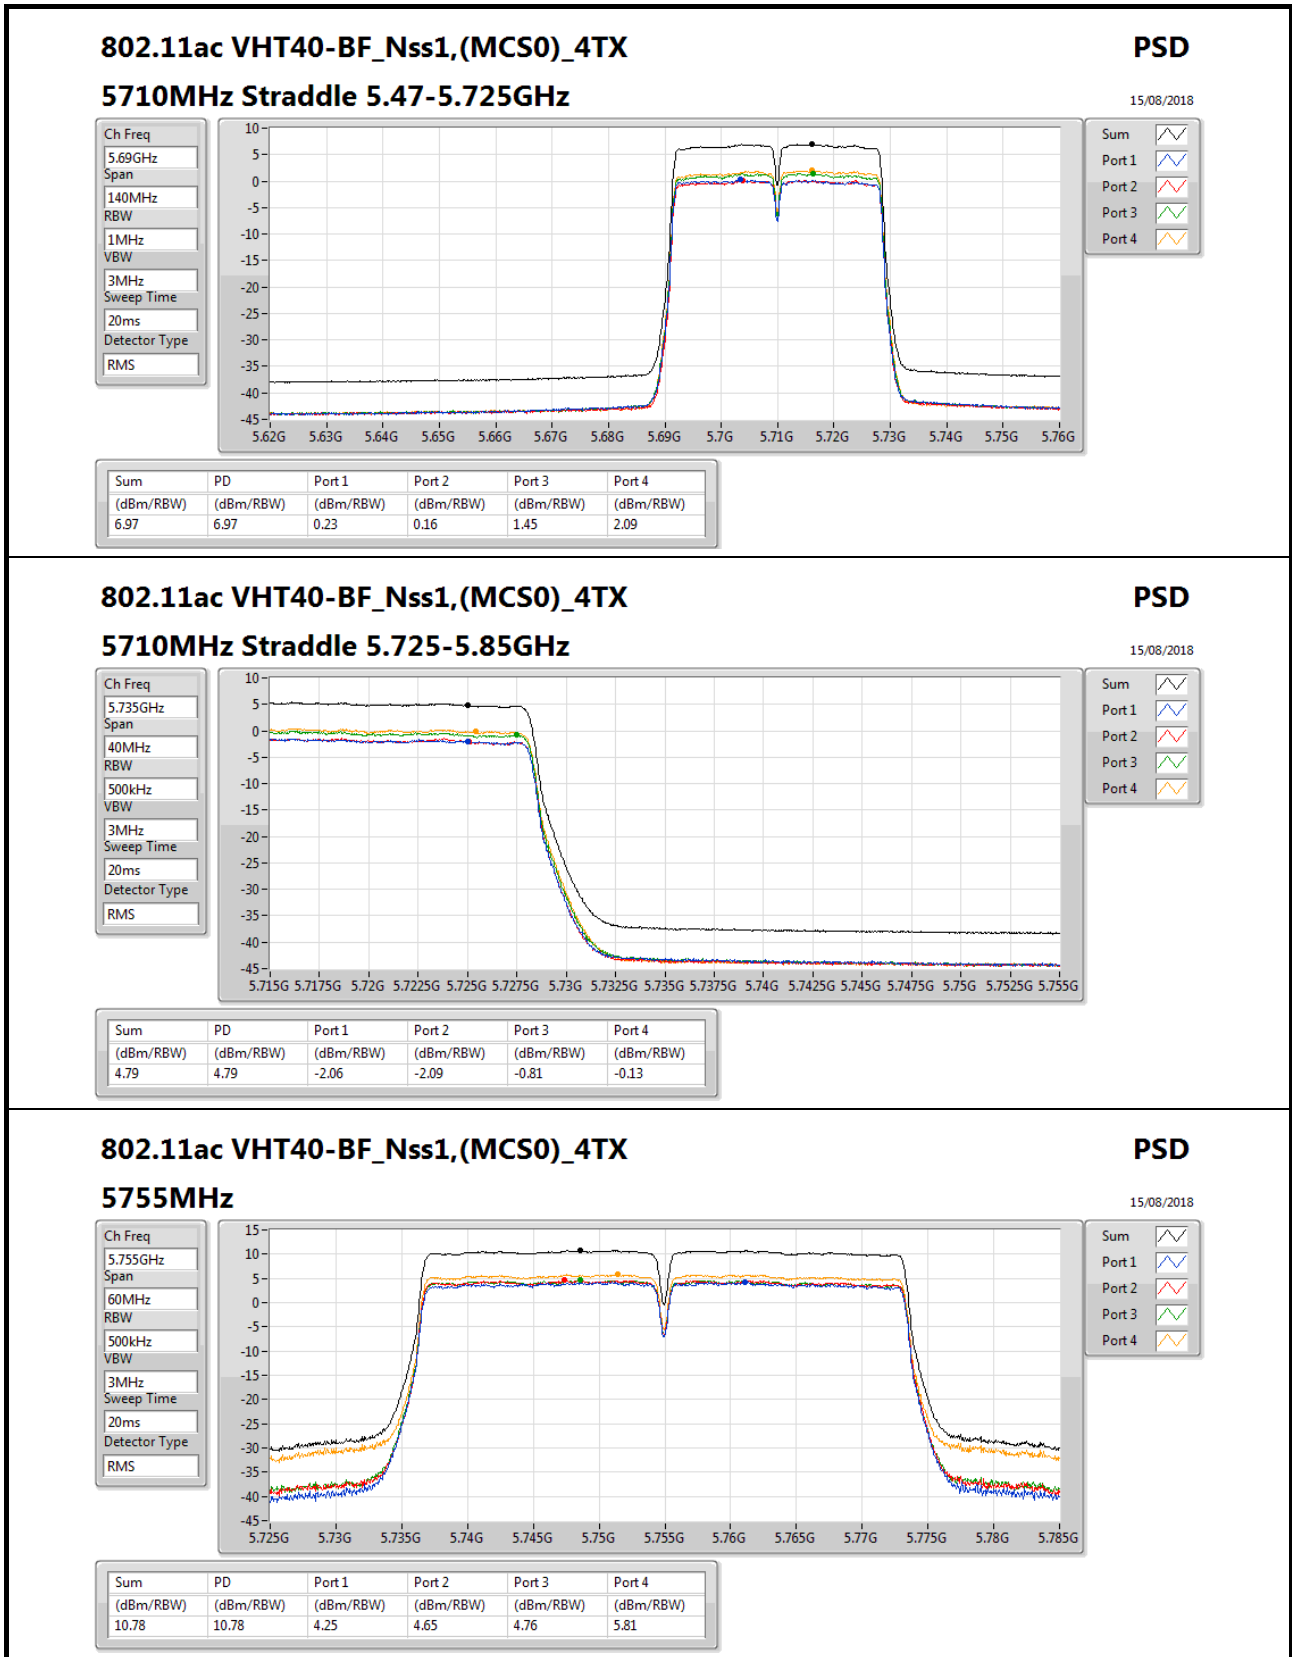 802.11ac VHT40-BF_Nss1,(MCS0)_4TX PSD
5710MHz Straddle 5.47-5.725GHz 15/08/2018
Ch Freq
5.69GHz
Span
140MHz
RBW
1MHz
VBW
3MHz
Sweep Time
20ms
Detector Type
RMS
10
5
0
-5
-10
-15
-20
-25
-30
-35
-40
-45
5.62G 5.63G 5.64G 5.65G 5.66G 5.67G 5.68G 5.69G 5.7G 5.71G 5.72G 5.73G 5.74G 5.75G 5.76G
Sum
Port 1
Port 2
Port 3
Port 4
Sum PD Port 1 Port 2 Port 3 Port 4
(dBm/RBW) (dBm/RBW) (dBm/RBW) (dBm/RBW) (dBm/RBW) (dBm/RBW)
6.97 6.97 0.23 0.16 1.45 2.09
802.11ac VHT40-BF_Nss1,(MCS0)_4TX PSD
5710MHz Straddle 5.725-5.85GHz 15/08/2018
Ch Freq
5.735GHz
Span
40MHz
RBW
500kHz
VBW
3MHz
Sweep Time
20ms
Detector Type
RMS
10
5
0
-5
-10
-15
-20
-25
-30
-35
-40
-45
5.715G 5.7175G 5.72G 5.7225G 5.725G 5.7275G 5.73G 5.7325G 5.735G 5.7375G 5.74G 5.7425G 5.745G 5.7475G 5.75G 5.7525G 5.755G
Sum
Port 1
Port 2
Port 3
Port 4
Sum PD Port 1 Port 2 Port 3 Port 4
(dBm/RBW) (dBm/RBW) (dBm/RBW) (dBm/RBW) (dBm/RBW) (dBm/RBW)
4.79 4.79 -2.06 -2.09 -0.81 -0.13
802.11ac VHT40-BF_Nss1,(MCS0)_4TX PSD
5755MHz 15/08/2018
Ch Freq
5.755GHz
Span
60MHz
RBW
500kHz
VBW
3MHz
Sweep Time
20ms
Detector Type
RMS
15
10
5
0
-5
-10
-15
-20
-25
-30
-35
-40
-45
5.725G 5.73G 5.735G 5.74G 5.745G 5.75G 5.755G 5.76G 5.765G 5.77G 5.775G 5.78G 5.785G
Sum
Port 1
Port 2
Port 3
Port 4
Sum PD Port 1 Port 2 Port 3 Port 4
(dBm/RBW) (dBm/RBW) (dBm/RBW) (dBm/RBW) (dBm/RBW) (dBm/RBW)
10.78 10.78 4.25 4.65 4.76 5.81